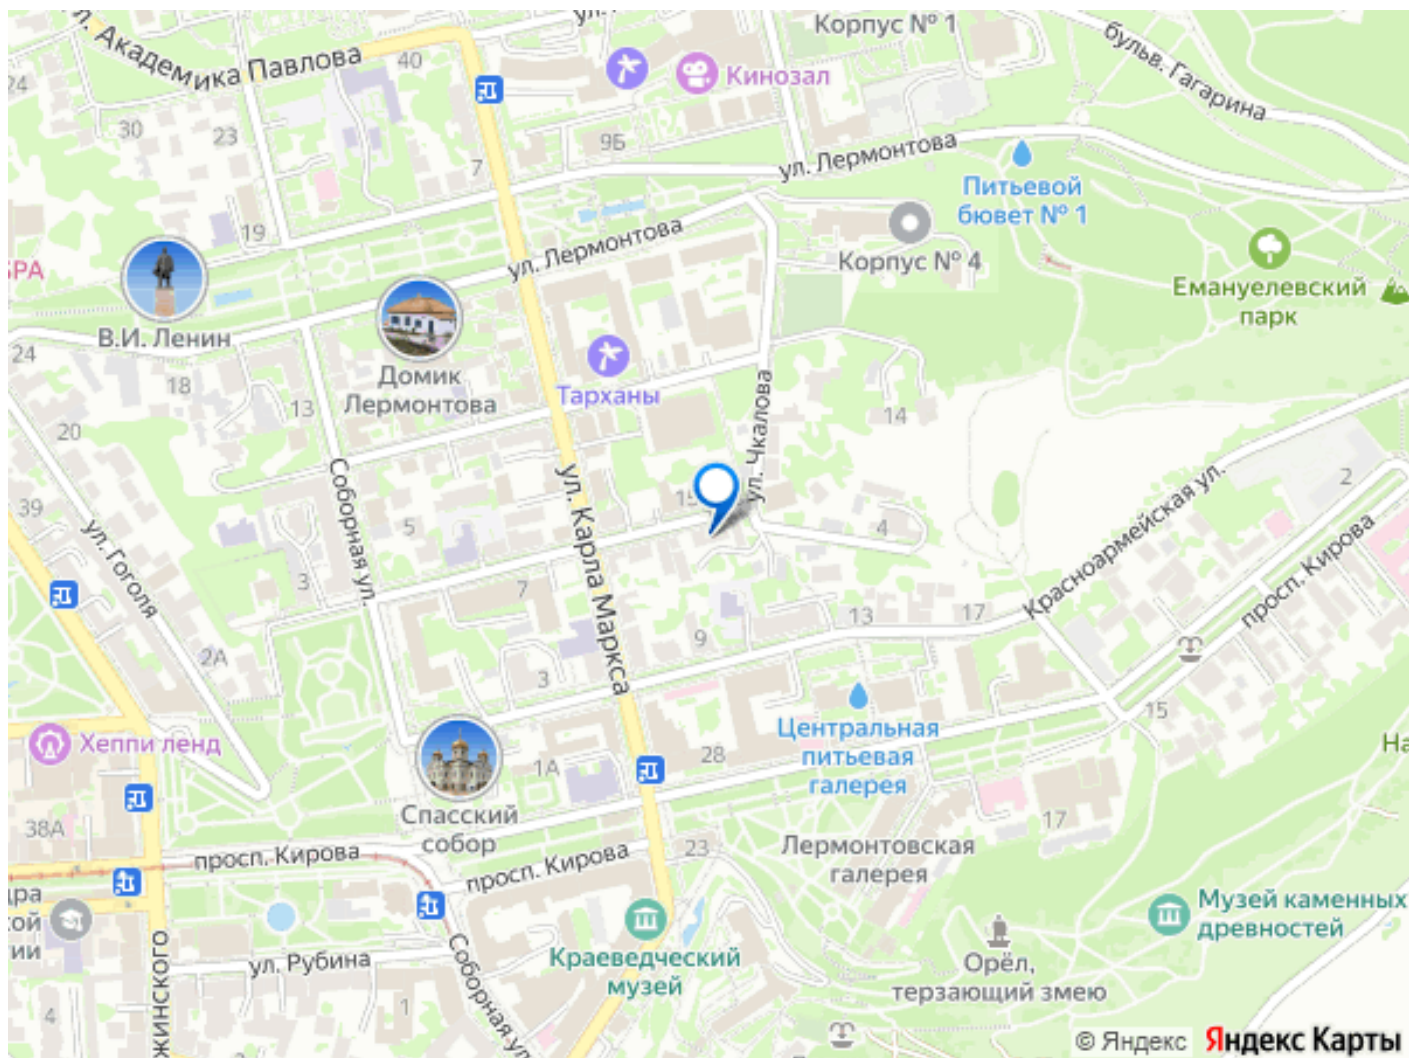 ул. Академика Павлова
40
24
30
23
7
Кинозал
Корпус № 1
9Б
бульв. Гагарина
ул. Лермонтова
Питьевой
бювет № 1
19
ул. Лермонтова
Корпус № 4
Емануелевский
парк
В.И. Ленин
24
18
Домик
Лермонтова
13
Тарханы
14
20
ул. Чкалова
Соборная ул.
ул. Карла Маркса
15
39
5
4
2
ул. Гоголя
3
7
Красноармейская ул.
просп. Кирова
13
17
9
2А
3
15
Хеппи ленд
Центральная
питьевая
галерея
28
1А
Спасский
собор
38А
просп. Кирова
просп. Кирова
23
17
Лермонтовская
галерея
Музей каменных
древностей
Краеведческий
музей
Орёл,
терзающий змею
ул. Рубина
Соборная ул.
1
4
© Яндекс Яндекс Карты